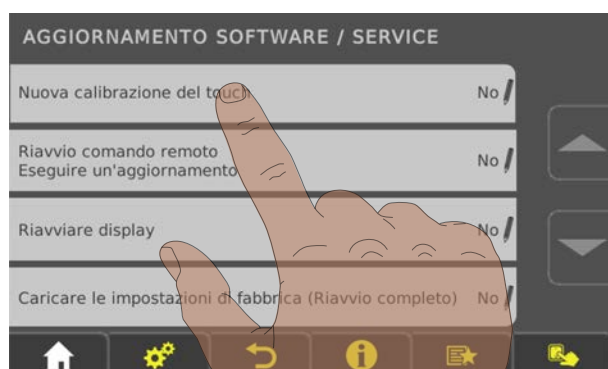 AGGIORNAMENTO SOFTWARE / SERVICE
Nuova calibrazione del touch No
Riavvio comando remoto
Eseguire un'aggiornamento No
Riavviare display No
Caricare le impostazioni di fabbrica (Riavvio completo) No